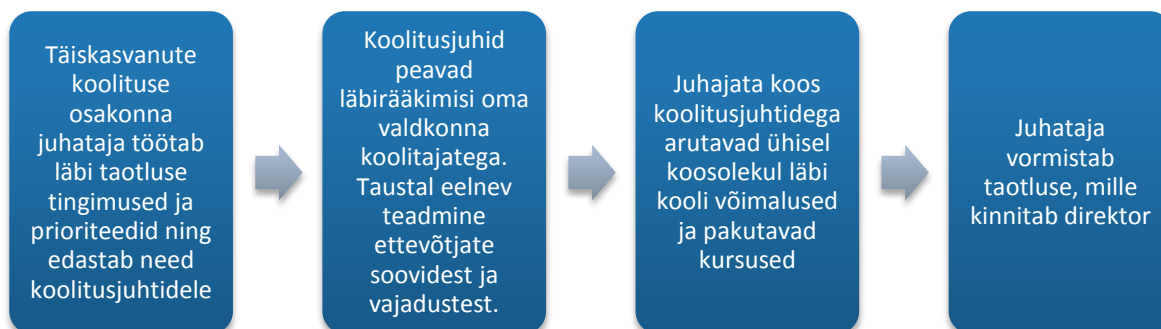 Täiskasvanute
koolituse
osakonna
juhataja töötab
läbi taotluse
tingimused ja
prioriteedid ning
edastab need
koolitusjuhtidele
Koolitusjuhid
peavad
läbirääkimisi oma
valdkonna
koolitajatega.
Taustal eelnev
teadmine
ettevõtjate
soovidest ja
vajadustest.
Juhajata koos
koolitusjuhtidega
arutavad ühisel
koosolekul läbi
kooli võimalused
ja pakutavad
kursused
Juhataja
vormistab
taotluse, mille
kinnitab direktor